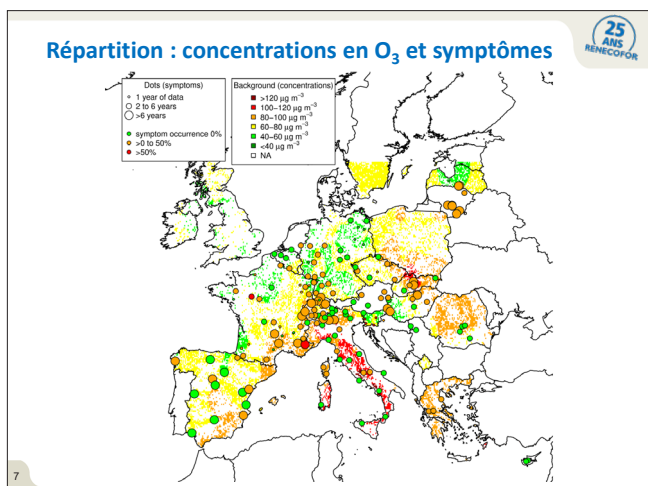 25
ANS
RENECOFOR
Répartition : concentrations en O₃ et symptômes
Dots (symptoms)
1 year of data
2 to 6 years
>6 years
symptom occurrence 0%
>0 to 50%
>50%
Background (concentrations)
>120 µg m⁻³
100−120 µg m⁻³
80−100 µg m⁻³
60−80 µg m⁻³
40−60 µg m⁻³
<40 µg m⁻³
NA
7